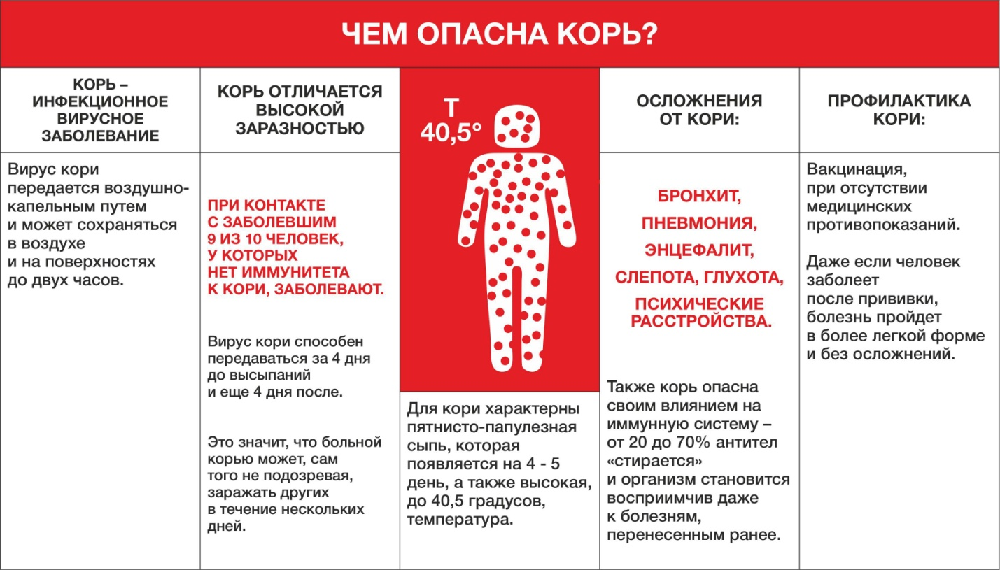 ЧЕМ ОПАСНА КОРЬ?
КОРЬ –
ИНФЕКЦИОННОЕ
ВИРУСНОЕ
ЗАБОЛЕВАНИЕ
Вирус кори
передается воздушно-
капельным путем
и может сохраняться
в воздухе
и на поверхностях
до двух часов.
КОРЬ ОТЛИЧАЕТСЯ
ВЫСОКОЙ
ЗАРАЗНОСТЬЮ
ПРИ КОНТАКТЕ
С ЗАБОЛЕВШИМ
9 ИЗ 10 ЧЕЛОВЕК,
У КОТОРЫХ
НЕТ ИММУНИТЕТА
К КОРИ, ЗАБОЛЕВАЮТ.
Вирус кори способен
передаваться за 4 дня
до высыпаний
и еще 4 дня после.
Это значит, что больной
корью может, сам
того не подозревая,
заражать других
в течение нескольких
дней.
Т
40,5°
Для кори характерны
пятнисто-папулезная
сыпь, которая
появляется на 4 - 5
день, а также высокая,
до 40,5 градусов,
температура.
ОСЛОЖНЕНИЯ
ОТ КОРИ:
БРОНХИТ,
ПНЕВМОНИЯ,
ЭНЦЕФАЛИТ,
СЛЕПОТА, ГЛУХОТА,
ПСИХИЧЕСКИЕ
РАССТРОЙСТВА.
Также корь опасна
своим влиянием на
иммунную систему –
от 20 до 70% антител
«стирается»
и организм становится
восприимчив даже
к болезням,
перенесенным ранее.
ПРОФИЛАКТИКА
КОРИ:
Вакцинация,
при отсутствии
медицинских
противопоказаний.
Даже если человек
заболеет
после прививки,
болезнь пройдет
в более легкой форме
и без осложнений.